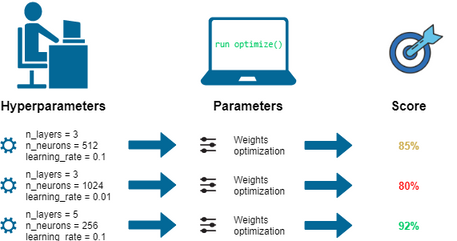 run optimize()
Hyperparameters
Parameters
Score
n_layers = 3
n_neurons = 512
learning_rate = 0.1
Weights
optimization
85%
n_layers = 3
n_neurons = 1024
learning_rate = 0.01
Weights
optimization
80%
n_layers = 5
n_neurons = 256
learning_rate = 0.1
Weights
optimization
92%